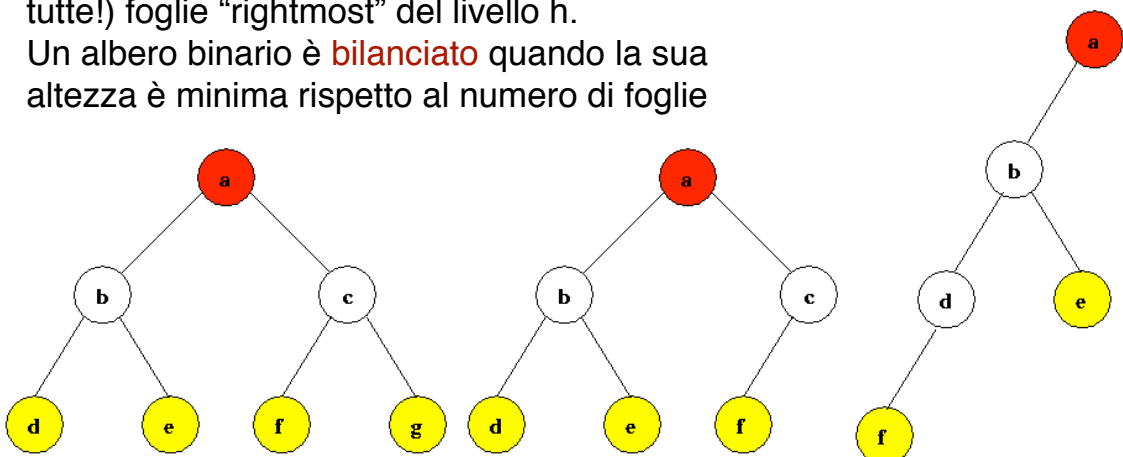 tutte!) foglie “rightmost” del livello h.
Un albero binario è bilanciato quando la sua
altezza è minima rispetto al numero di foglie
a
b
c
d
e
f
g
a
b
c
d
e
f
a
b
d
e
f